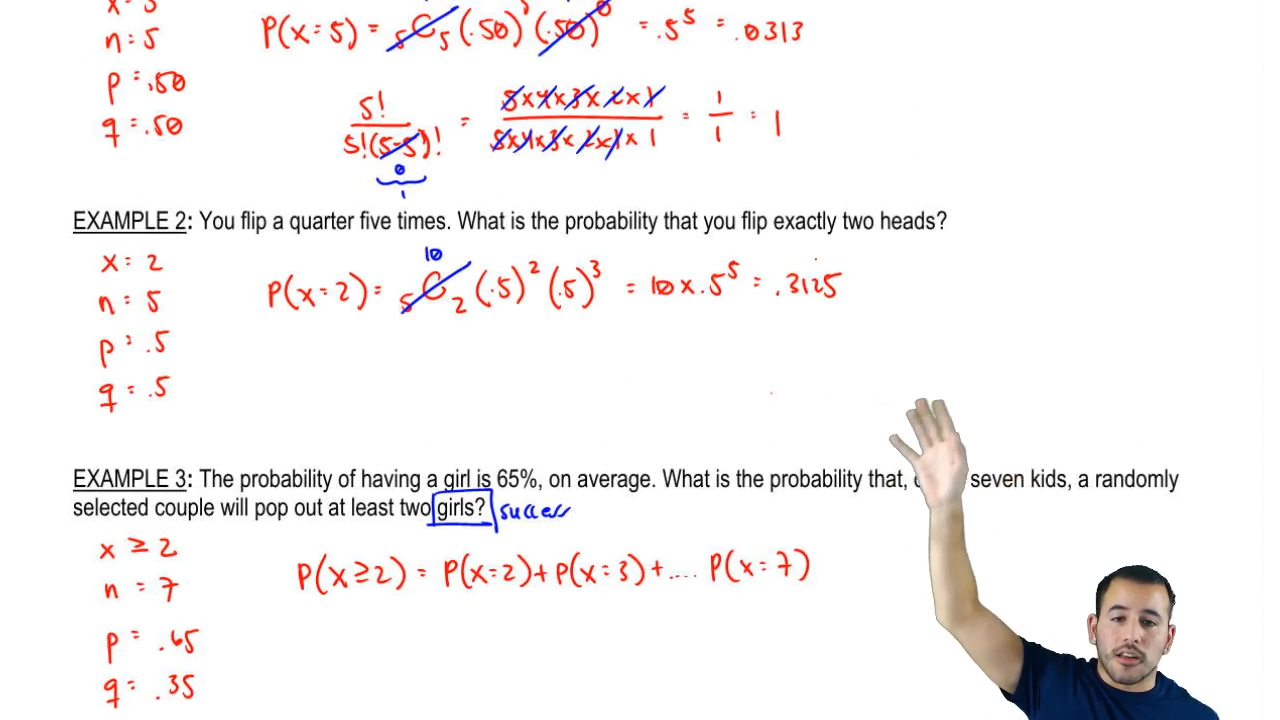 n = 5
p = .50
q = .50
P(x = 5) = 5C5 (.50) (.50)0 = .5^5 = .0313
5! / 5!(5-5)! = 5x4x3x2x1 / 5x4x3x2x1x1 = 1/1 = 1
0
1
EXAMPLE 2: You flip a quarter five times. What is the probability that you flip exactly two heads?
x = 2
n = 5
p = .5
q = .5
10
P(x = 2) = 5C2 (.5)^2 (.5)^3 = 10 x .5^5 = .3125
EXAMPLE 3: The probability of having a girl is 65%, on average. What is the probability that, seven kids, a randomly
selected couple will pop out at least two girls? success
x ≥ 2
n = 7
p = .65
q = .35
P(x ≥ 2) = P(x = 2) + P(x = 3) + .... P(x = 7)